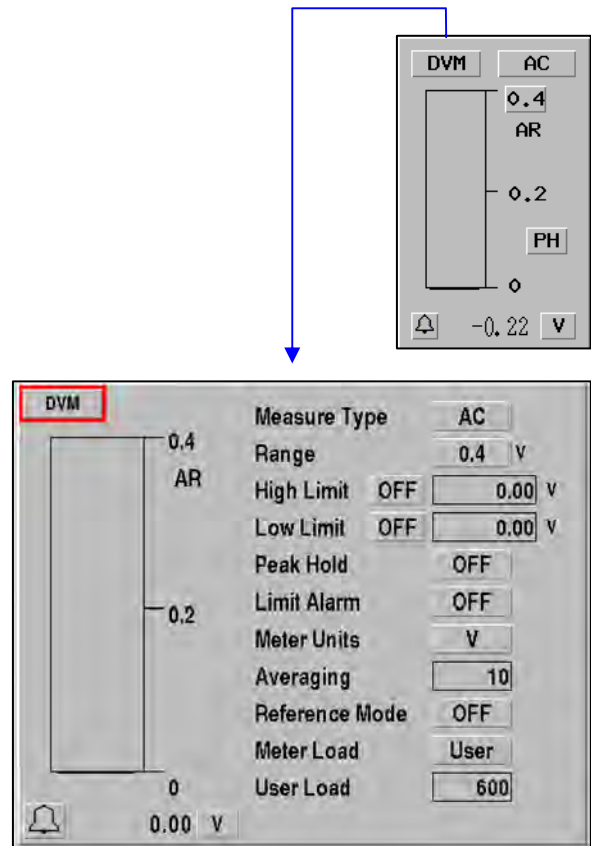 DVM AC
0.4
AR
0.2
PH
0
-0.22 V
DVM
0.4
AR
0.2
0
0.00 V
Measure Type AC
Range 0.4 V
High Limit OFF 0.00 V
Low Limit OFF 0.00 V
Peak Hold OFF
Limit Alarm OFF
Meter Units V
Averaging 10
Reference Mode OFF
Meter Load User
User Load 600